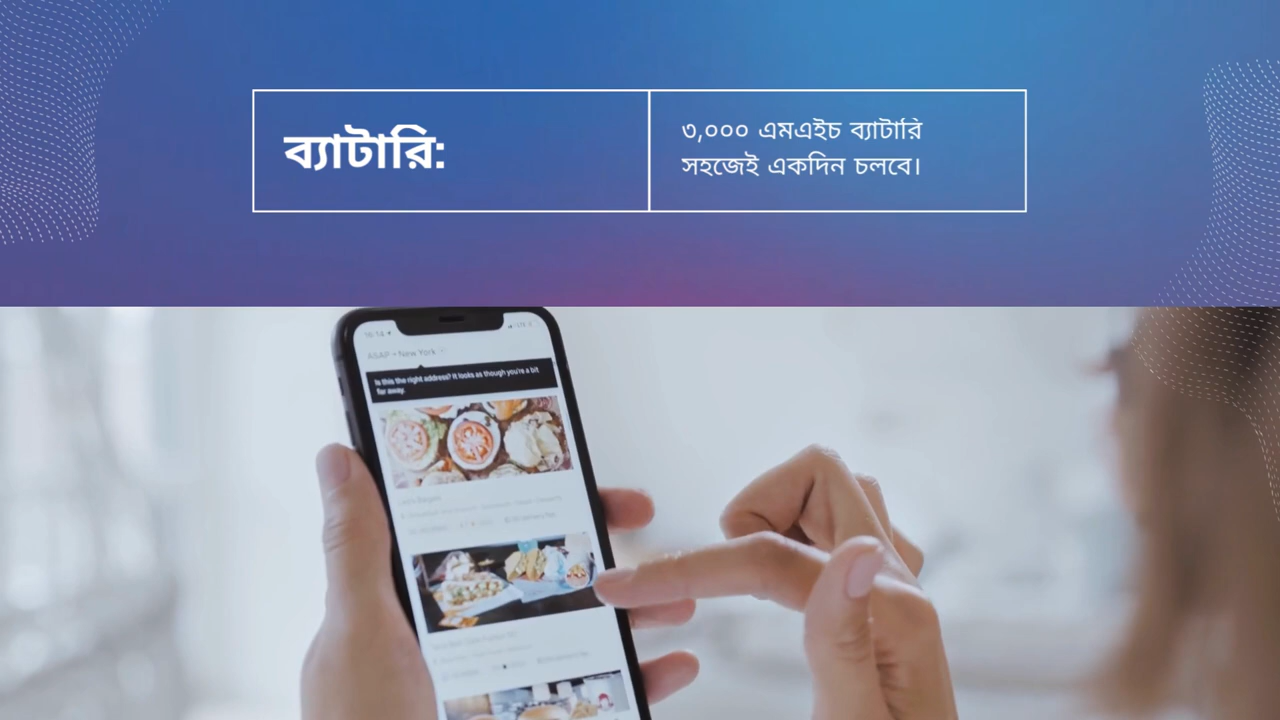 ব্যাটারি:
৩,০০০ এমএইচ ব্যাটারি
সহজেই একদিন চলবে।
ASAP • New York
Is this the right address? It looks as though you're a bit
far away.